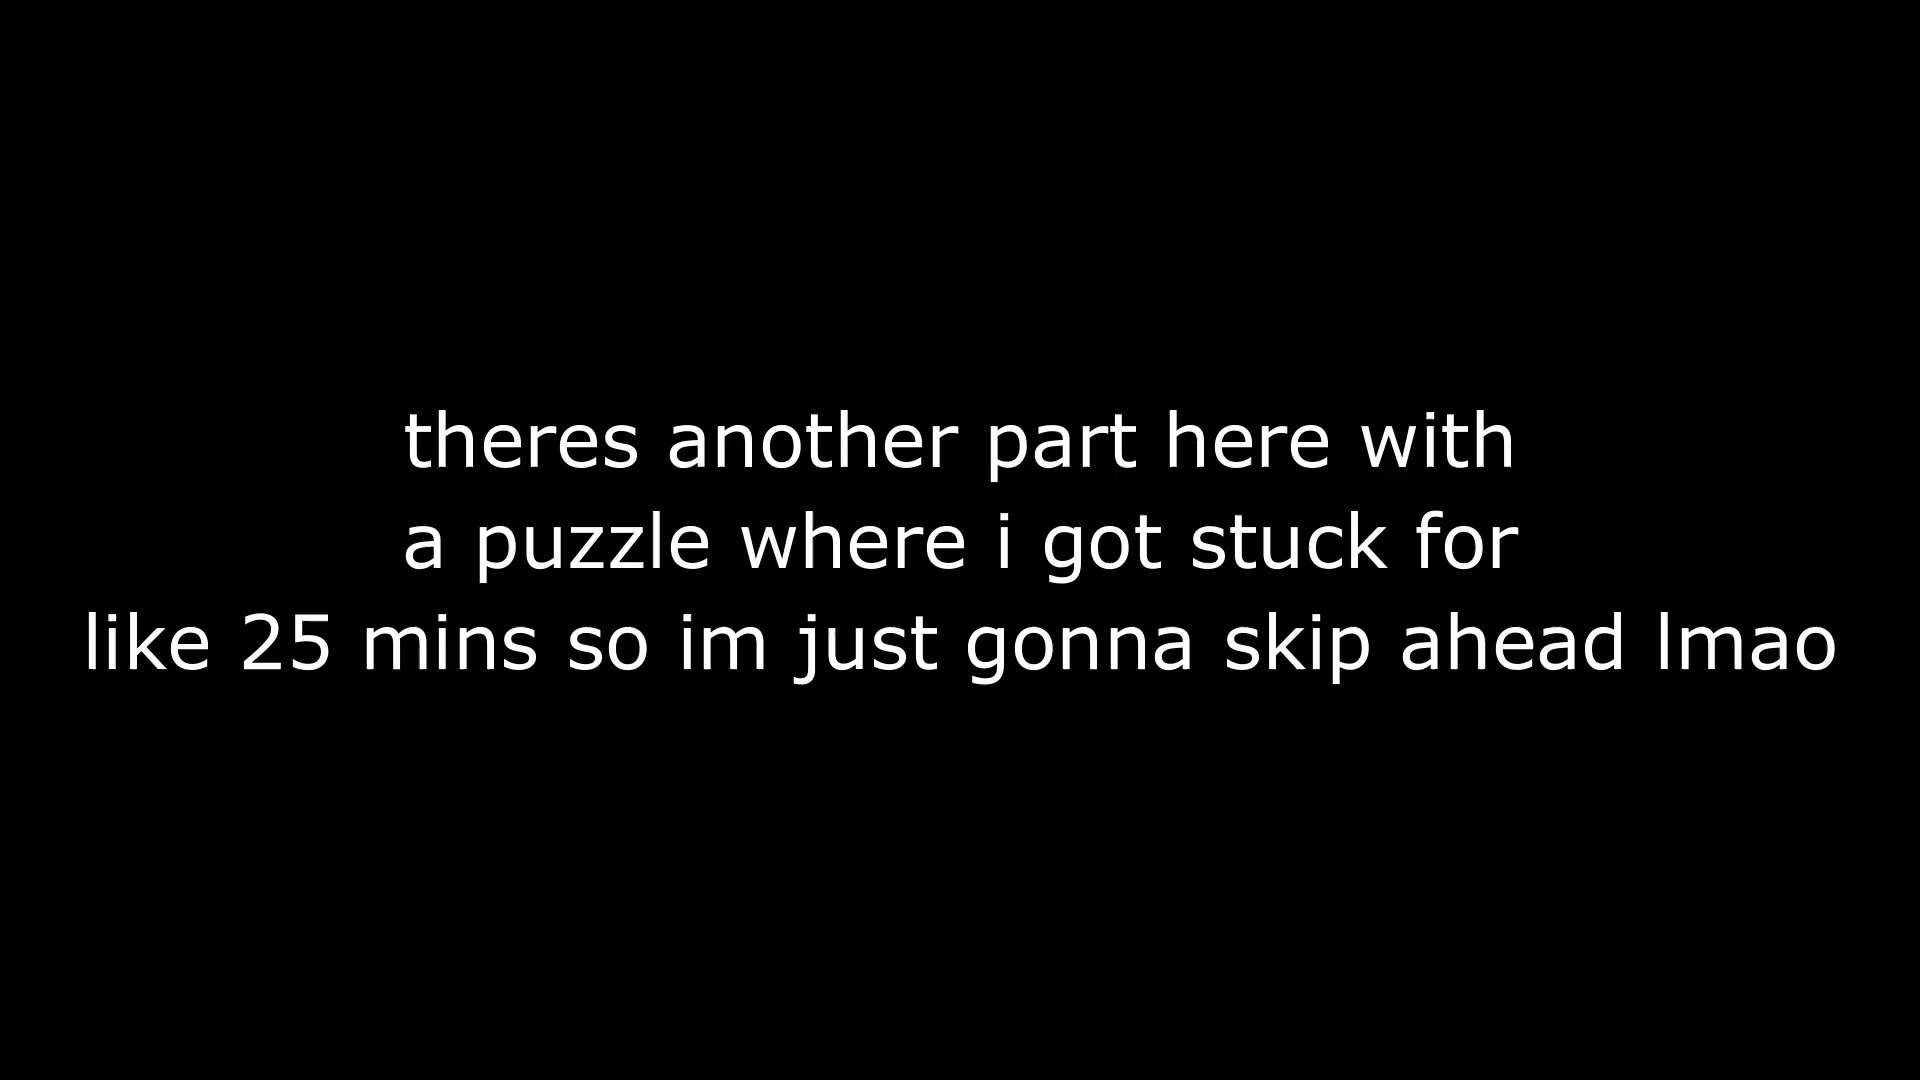 theres another part here with
a puzzle where i got stuck for
like 25 mins so im just gonna skip ahead lmao